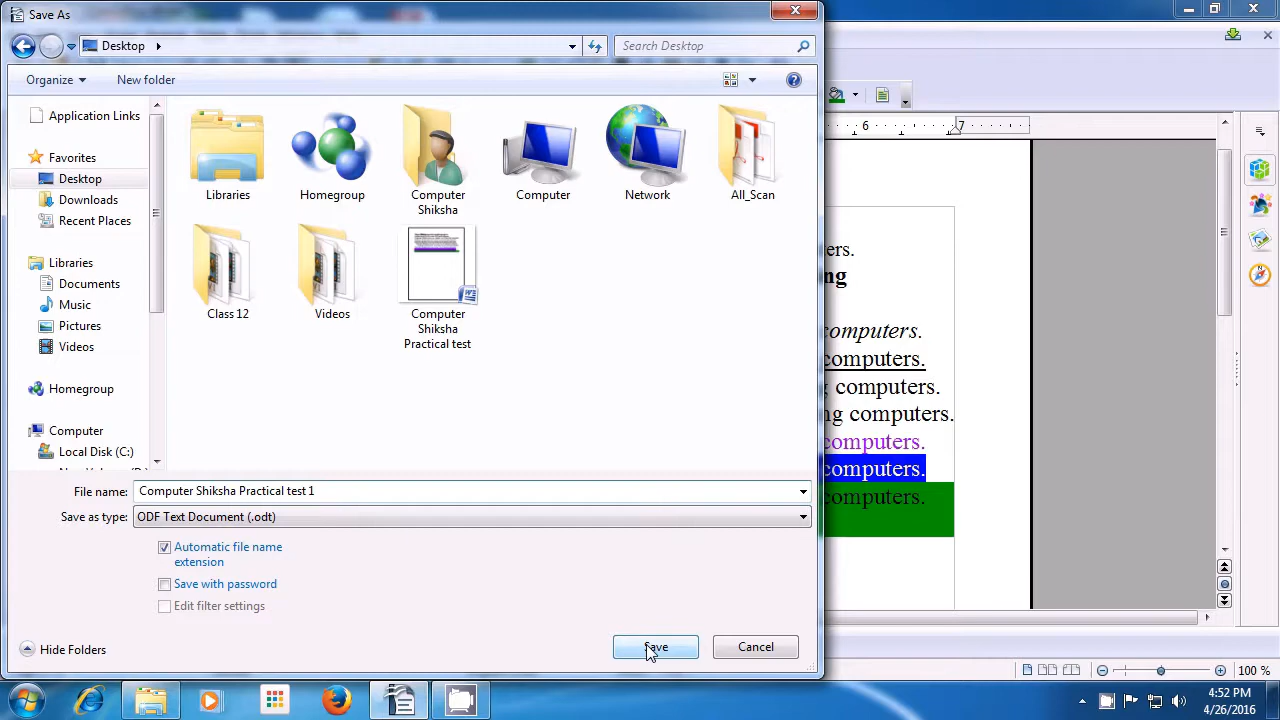 Save As
Desktop
Search Desktop
Organize
New folder
Application Links
Favorites
Desktop
Downloads
Recent Places
Libraries
Documents
Music
Pictures
Videos
Homegroup
Computer
Local Disk (C:)
Libraries
Homegroup
Computer
Shiksha
Computer
Network
All_Scan
Class 12
Videos
Computer
Shiksha
Practical test
File name:
Computer Shiksha Practical test 1
Save as type:
ODF Text Document (.odt)
Automatic file name
extension
Save with password
Edit filter settings
Hide Folders
Save
Cancel
6
7
computers.
computers.
computers.
ng computers.
computers.
computers.
computers.
100 %
4:52 PM
4/26/2016